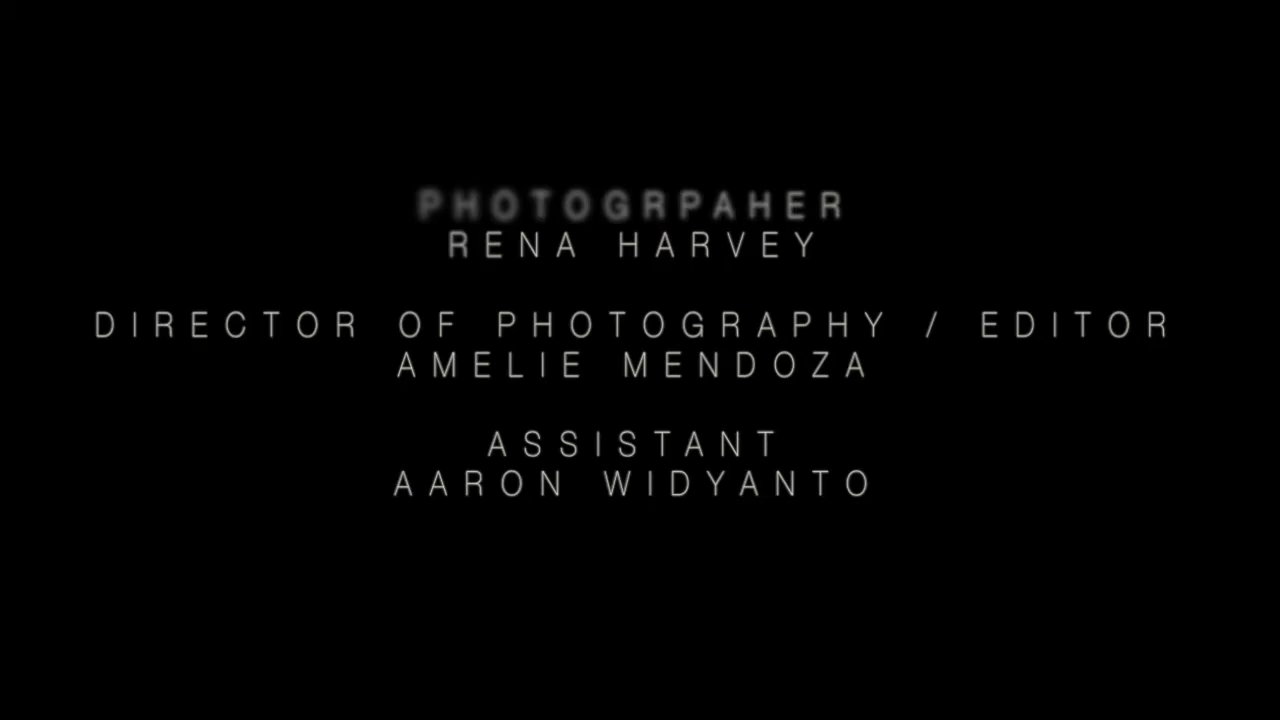 PHOTOGRPAHER
RENA HARVEY
DIRECTOR OF PHOTOGRAPHY / EDITOR
AMELIE MENDOZA
ASSISTANT
AARON WIDYANTO